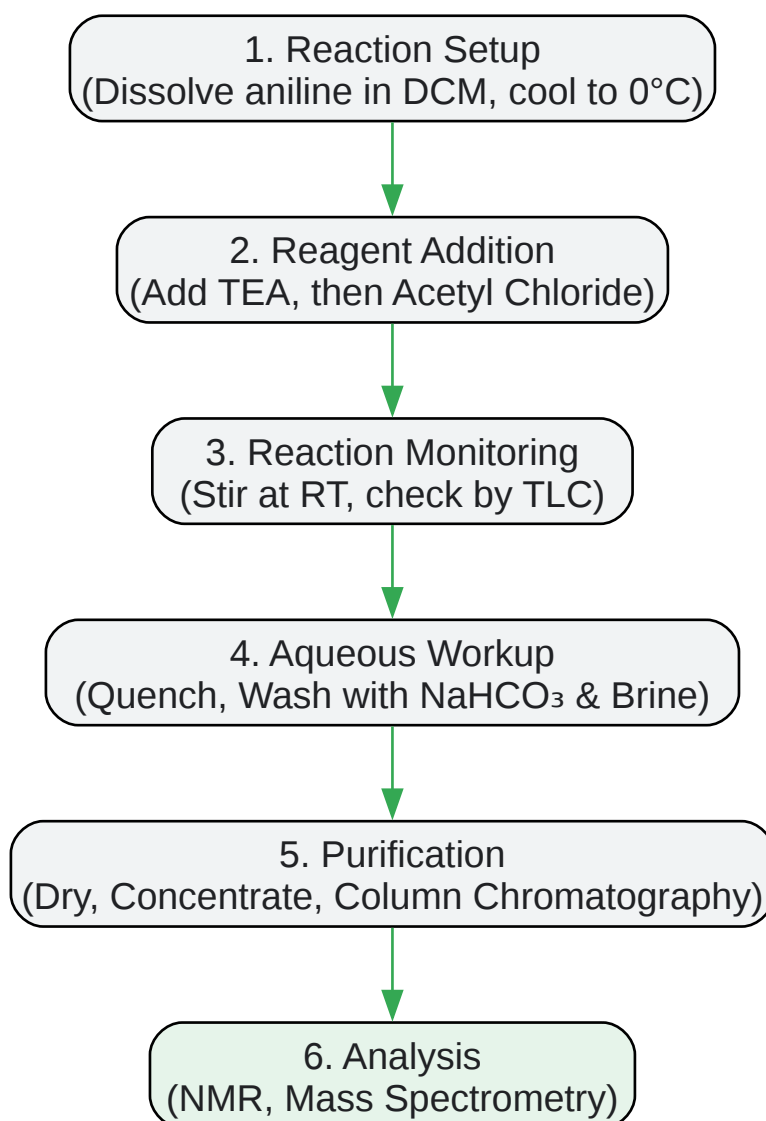 1. Reaction Setup
(Dissolve aniline in DCM, cool to 0°C)
2. Reagent Addition
(Add TEA, then Acetyl Chloride)
3. Reaction Monitoring
(Stir at RT, check by TLC)
4. Aqueous Workup
(Quench, Wash with NaHCO₃ & Brine)
5. Purification
(Dry, Concentrate, Column Chromatography)
6. Analysis
(NMR, Mass Spectrometry)